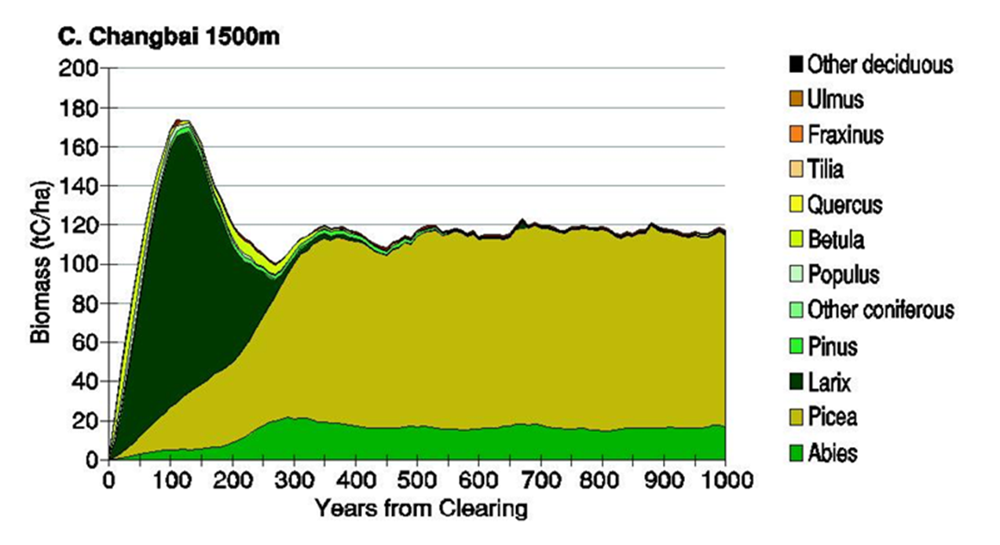 C. Changbai 1500m
200
180
160
140
120
100
80
60
40
20
0
Biomass (tC/ha)
0 100 200 300 400 500 600 700 800 900 1000
Years from Clearing
Other deciduous
Ulmus
Fraxinus
Tilia
Quercus
Betula
Populus
Other coniferous
Pinus
Larix
Picea
Abies